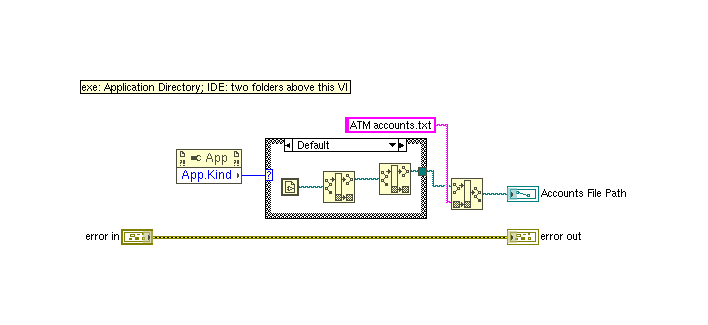 exe: Application Directory; IDE: two folders above this VI
ATM accounts.txt
Default
App
App.Kind
?
Accounts File Path
error in
error out